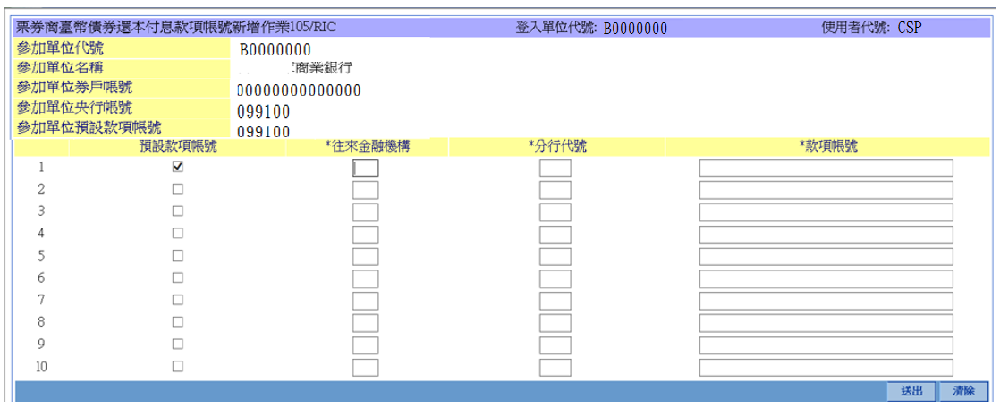 票券商臺幣債券還本付息款項帳號新增作業105/RIC 登入單位代號: B0000000 使用者代號: CSP
參加單位代號 B0000000
參加單位名稱 商業銀行
參加單位券戶帳號 00000000000000
參加單位央行帳號 099100
參加單位預設款項帳號 099100
預設款項帳號 *往來金融機構 *分行代號 *款項帳號
1
2
3
4
5
6
7
8
9
10
送出 清除